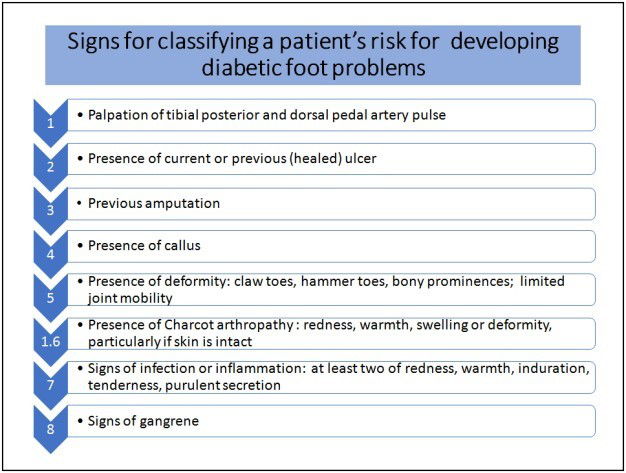 Signs for classifying a patient's risk for developing
diabetic foot problems
1 • Palpation of tibial posterior and dorsal pedal artery pulse
2 • Presence of current or previous (healed) ulcer
3 • Previous amputation
4 • Presence of callus
5 • Presence of deformity: claw toes, hammer toes, bony prominences; limited
joint mobility
1.6 • Presence of Charcot arthropathy : redness, warmth, swelling or deformity,
particularly if skin is intact
7 • Signs of infection or inflammation: at least two of redness, warmth, induration,
tenderness, purulent secretion
8 • Signs of gangrene